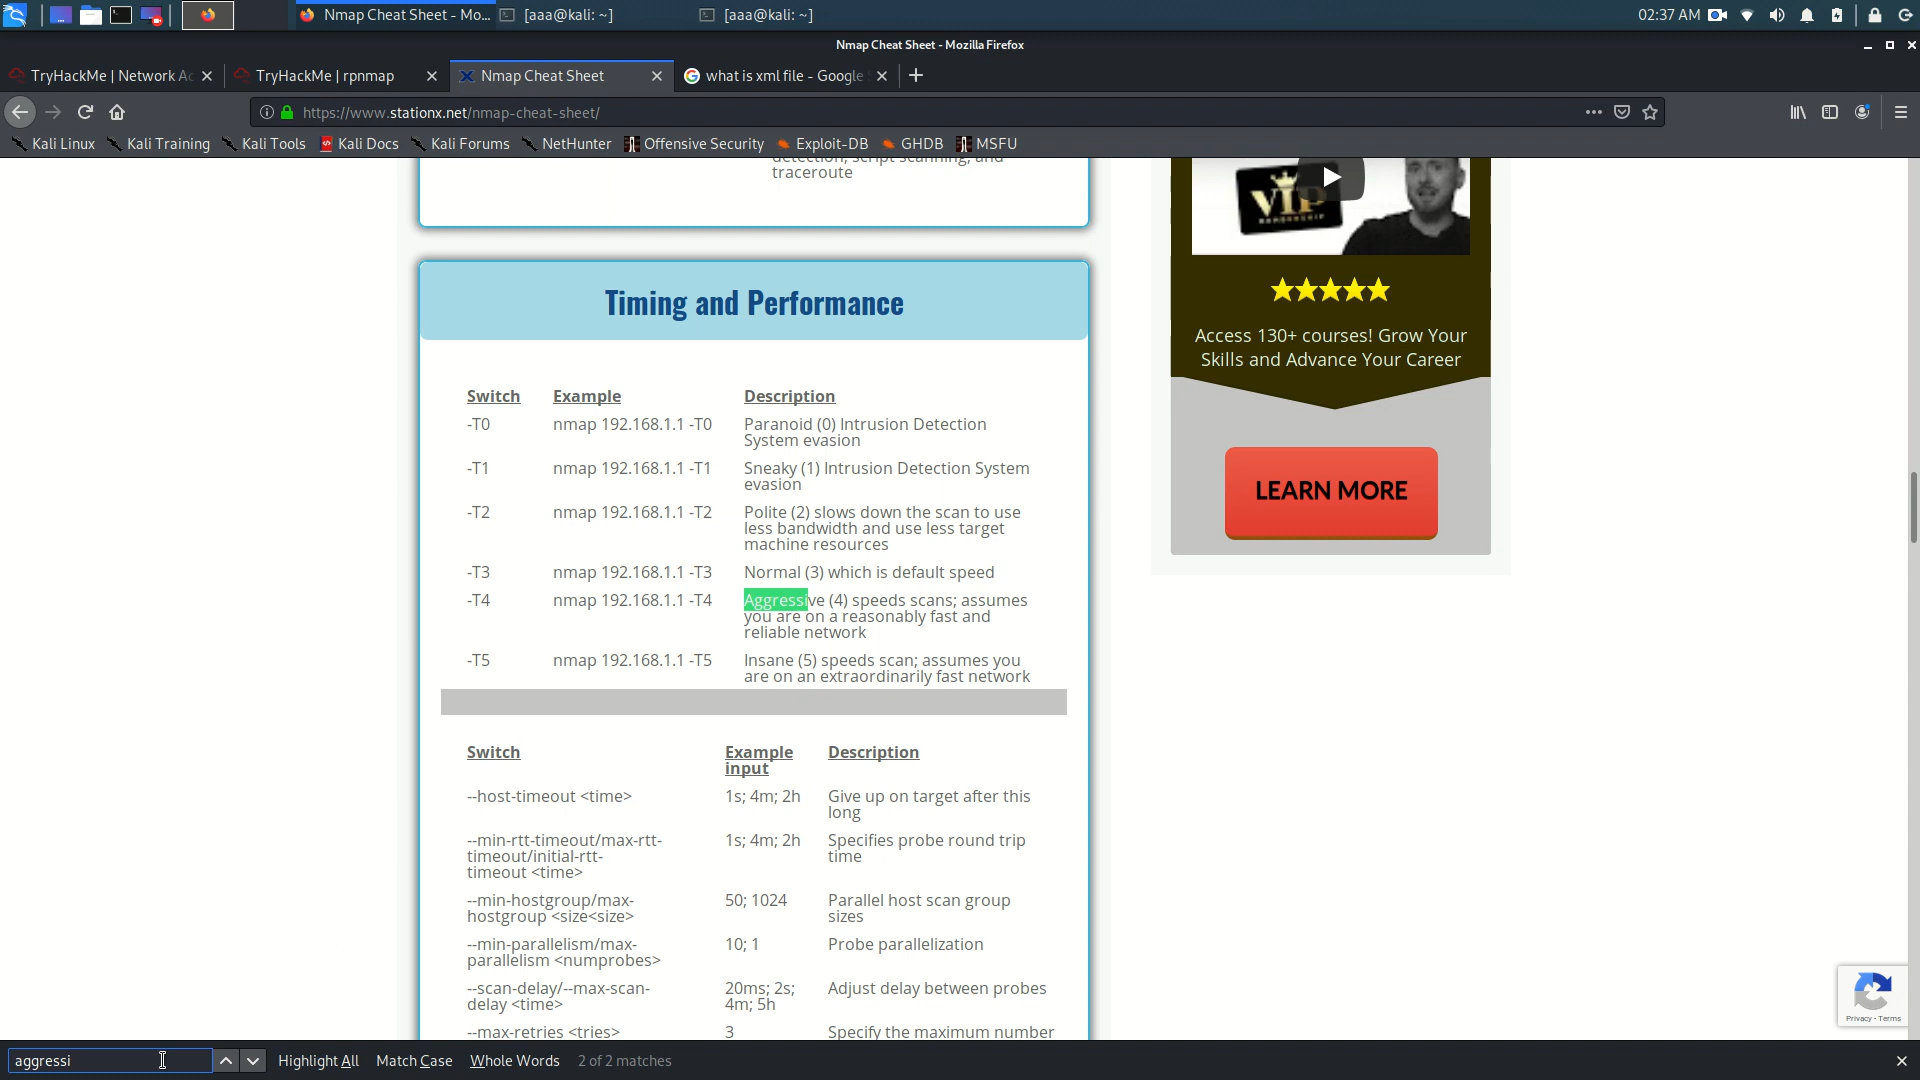 Nmap Cheat Sheet - Mo...
[aaa@kali: ~]
[aaa@kali: ~]
02:37 AM
Nmap Cheat Sheet - Mozilla Firefox
TryHackMe | Network Ac
TryHackMe | rpnmap
Nmap Cheat Sheet
what is xml file - Google
https://www.stationx.net/nmap-cheat-sheet/
Kali Linux
Kali Training
Kali Tools
Kali Docs
Kali Forums
NetHunter
Offensive Security
Exploit-DB
GHDB
MSFU
detection, script scanning, and
traceroute
Timing and Performance
Switch Example Description
-T0 nmap 192.168.1.1 -T0 Paranoid (0) Intrusion Detection
System evasion
-T1 nmap 192.168.1.1 -T1 Sneaky (1) Intrusion Detection System
evasion
-T2 nmap 192.168.1.1 -T2 Polite (2) slows down the scan to use
less bandwidth and use less target
machine resources
-T3 nmap 192.168.1.1 -T3 Normal (3) which is default speed
-T4 nmap 192.168.1.1 -T4 Aggressive (4) speeds scans; assumes
you are on a reasonably fast and
reliable network
-T5 nmap 192.168.1.1 -T5 Insane (5) speeds scan; assumes you
are on an extraordinarily fast network
Switch Example Description
input
--host-timeout <time> 1s; 4m; 2h Give up on target after this
long
--min-rtt-timeout/max-rtt- 1s; 4m; 2h Specifies probe round trip
timeout/initial-rtt- time
timeout <time>
--min-hostgroup/max- 50; 1024 Parallel host scan group
hostgroup <size<size> sizes
--min-parallelism/max- 10; 1 Probe parallelization
parallelism <numprobes>
--scan-delay/--max-scan- 20ms; 2s; Adjust delay between probes
delay <time> 4m; 5h
--max-retries <tries> 3 Specify the maximum number
VIP
Access 130+ courses! Grow Your
Skills and Advance Your Career
LEARN MORE
Privacy - Terms
aggressi
Highlight All
Match Case
Whole Words
2 of 2 matches